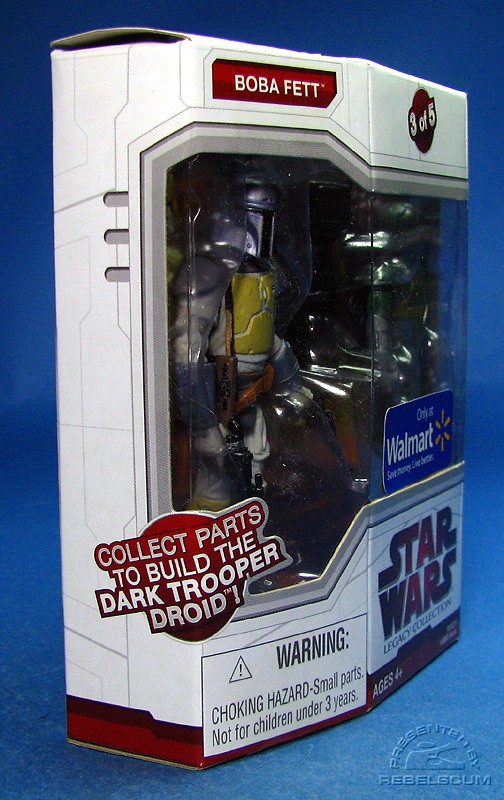 BOBA FETT™
3 of 5
Only at
Walmart
Save money. Live better.
COLLECT PARTS
TO BUILD THE
DARK TROOPER
DROID™!
STAR
WARS
LEGACY COLLECTION
WARNING:
CHOKING HAZARD-Small parts.
Not for children under 3 years.
AGES 4+
PRESENTED BY
REBELSCUM